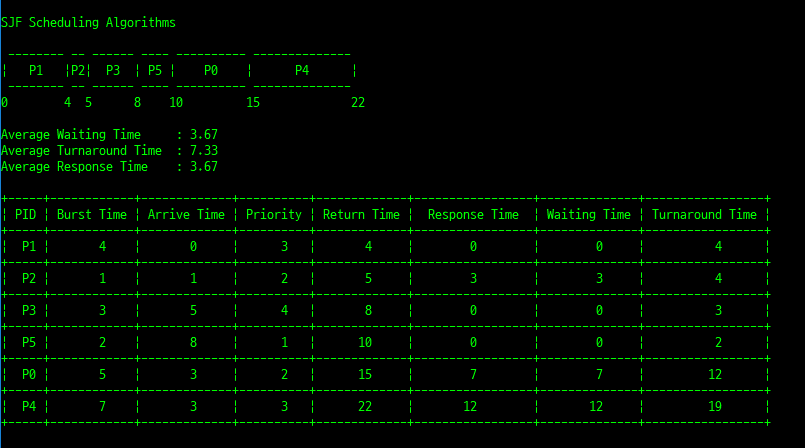 SJF Scheduling Algorithms
-------- -- ------ ---- ---------- --------------
¦   P1   ¦P2¦  P3  ¦ P5 ¦    P0    ¦      P4      ¦
-------- -- ------ ---- ---------- --------------
0        4  5      8    10         15             22
Average Waiting Time     : 3.67
Average Turnaround Time  : 7.33
Average Response Time    : 3.67
+-----+------------+-------------+----------+-------------+-----------------+--------------+-----------------+
¦ PID ¦ Burst Time ¦ Arrive Time ¦ Priority ¦ Return Time ¦  Response Time  ¦ Waiting Time ¦ Turnaround Time ¦
+-----+------------+-------------+----------+-------------+-----------------+--------------+-----------------+
¦  P1 ¦       4    ¦       0     ¦      3   ¦       4     ¦        0        ¦        0     ¦          4      ¦
+-----+------------+-------------+----------+-------------+-----------------+--------------+-----------------+
¦  P2 ¦       1    ¦       1     ¦      2   ¦       5     ¦        3        ¦        3     ¦          4      ¦
+-----+------------+-------------+----------+-------------+-----------------+--------------+-----------------+
¦  P3 ¦       3    ¦       5     ¦      4   ¦       8     ¦        0        ¦        0     ¦          3      ¦
+-----+------------+-------------+----------+-------------+-----------------+--------------+-----------------+
¦  P5 ¦       2    ¦       8     ¦      1   ¦      10     ¦        0        ¦        0     ¦          2      ¦
+-----+------------+-------------+----------+-------------+-----------------+--------------+-----------------+
¦  P0 ¦       5    ¦       3     ¦      2   ¦      15     ¦        7        ¦        7     ¦         12      ¦
+-----+------------+-------------+----------+-------------+-----------------+--------------+-----------------+
¦  P4 ¦       7    ¦       3     ¦      3   ¦      22     ¦       12        ¦       12     ¦         19      ¦
+-----+------------+-------------+----------+-------------+-----------------+--------------+-----------------+